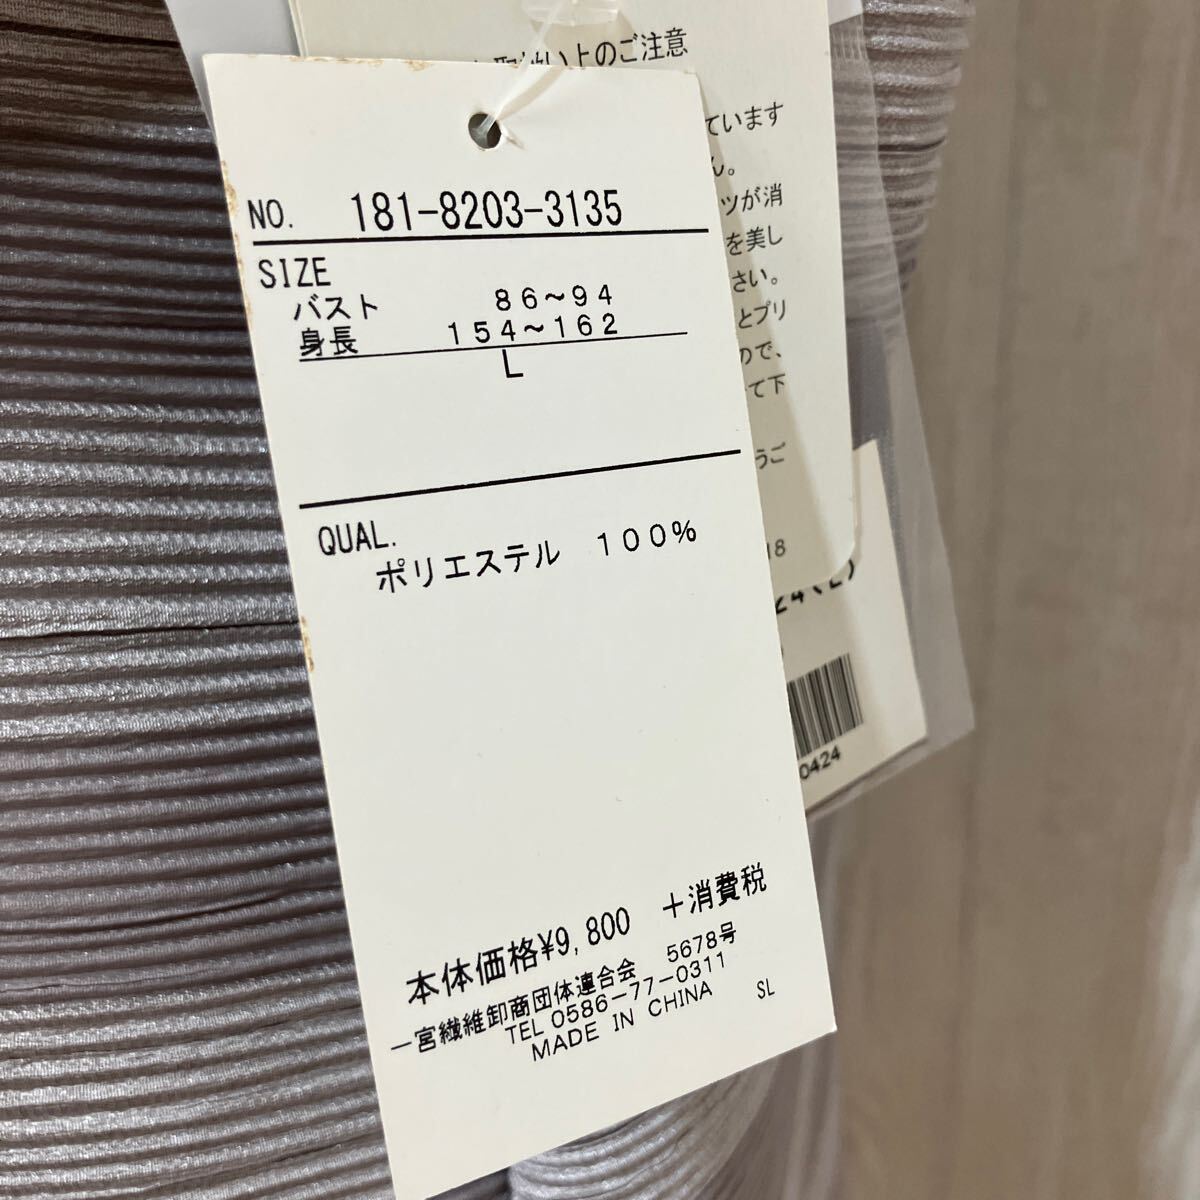 NO. 181-8203-3135
SIZE
バスト 86~94
身長 154~162
L
QUAL.
ポリエステル 100%
本体価格¥9,800 +消費税
一宮繊維卸商団体連合会 5678号
TEL 0586-77-0311
MADE IN CHINA SL
上のご注意
ています
ん。
ツが消
を美し
さい。
とプリ
ので、
て下
うご
18
24(L)
0424